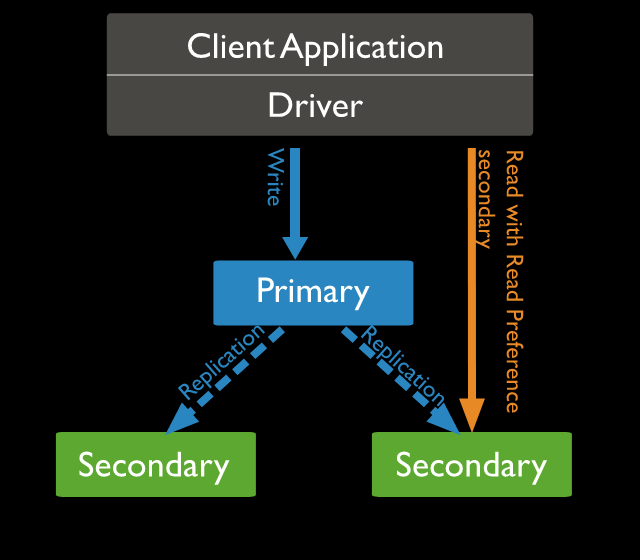 Client Application
Driver
Write
Read with Read Preference
secondary
Primary
Replication
Replication
Secondary
Secondary